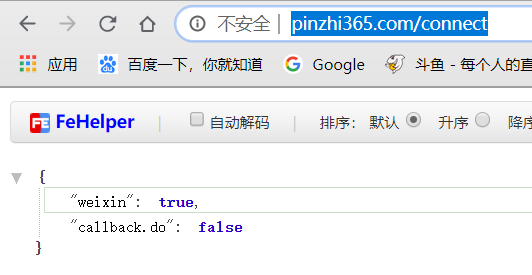 不安全 | pinzhi365.com/connect
应用 百度一下，你就知道 Google 斗鱼 - 每个人的直
FE FeHelper | 自动解码 | 排序: 默认 升序 降序
{
"weixin": true,
"callback.do": false
}